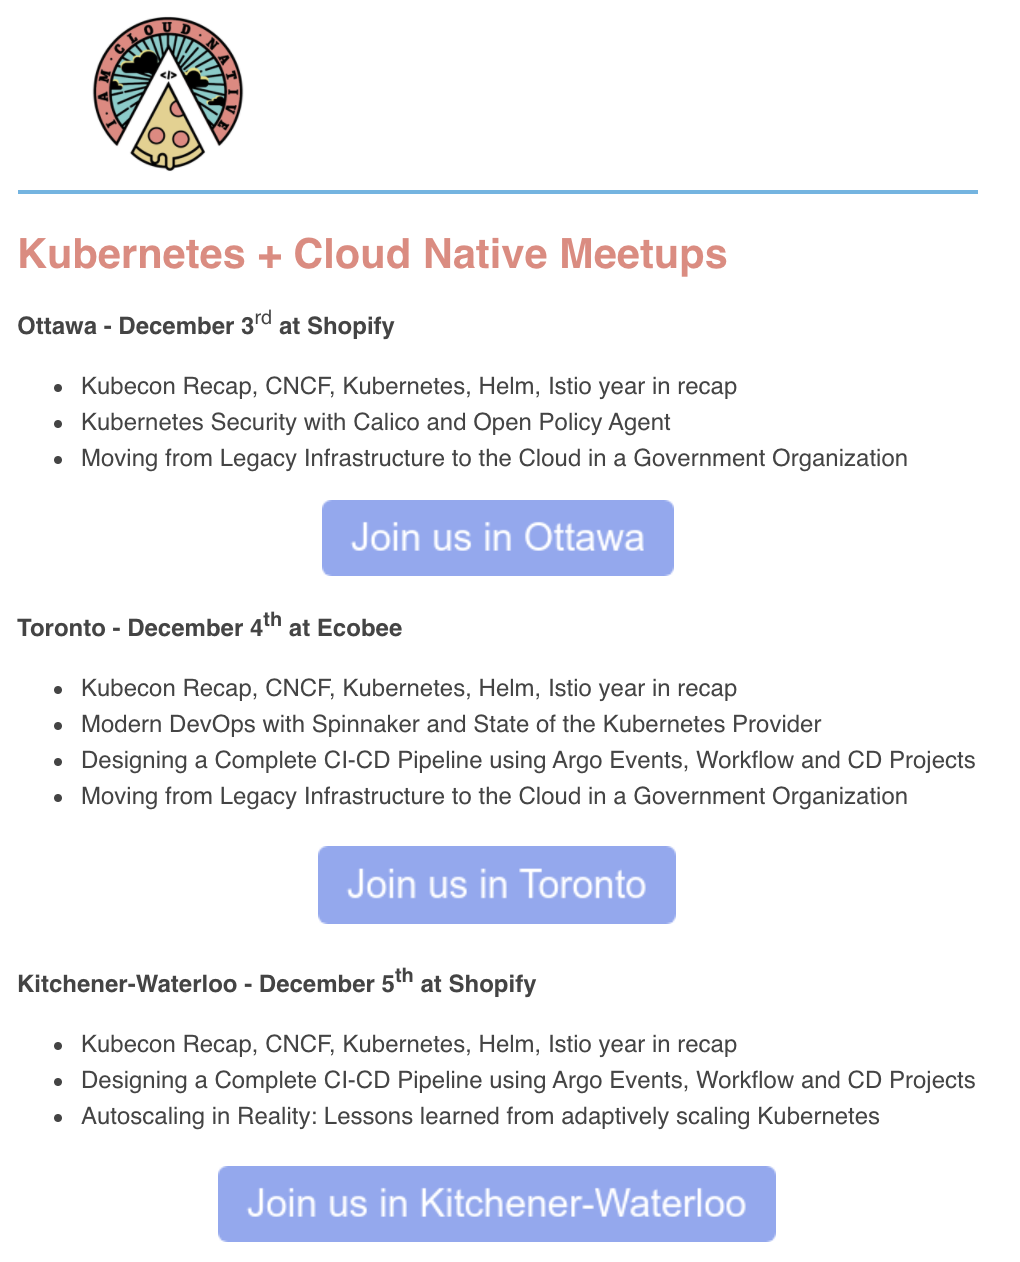 I · AM · CLOUD · NATIVE
</>
Kubernetes + Cloud Native Meetups
Ottawa - December 3rd at Shopify
• Kubecon Recap, CNCF, Kubernetes, Helm, Istio year in recap
• Kubernetes Security with Calico and Open Policy Agent
• Moving from Legacy Infrastructure to the Cloud in a Government Organization
Join us in Ottawa
Toronto - December 4th at Ecobee
• Kubecon Recap, CNCF, Kubernetes, Helm, Istio year in recap
• Modern DevOps with Spinnaker and State of the Kubernetes Provider
• Designing a Complete CI-CD Pipeline using Argo Events, Workflow and CD Projects
• Moving from Legacy Infrastructure to the Cloud in a Government Organization
Join us in Toronto
Kitchener-Waterloo - December 5th at Shopify
• Kubecon Recap, CNCF, Kubernetes, Helm, Istio year in recap
• Designing a Complete CI-CD Pipeline using Argo Events, Workflow and CD Projects
• Autoscaling in Reality: Lessons learned from adaptively scaling Kubernetes
Join us in Kitchener-Waterloo